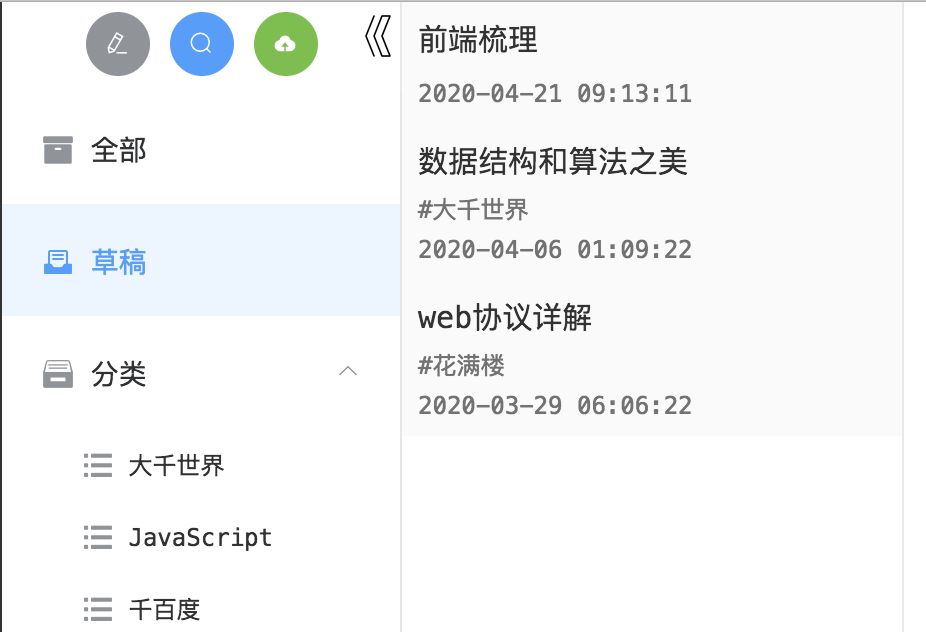 全部
草稿
分类
大千世界
JavaScript
千百度
前端梳理
2020-04-21 09:13:11
数据结构和算法之美
#大千世界
2020-04-06 01:09:22
web协议详解
#花满楼
2020-03-29 06:06:22